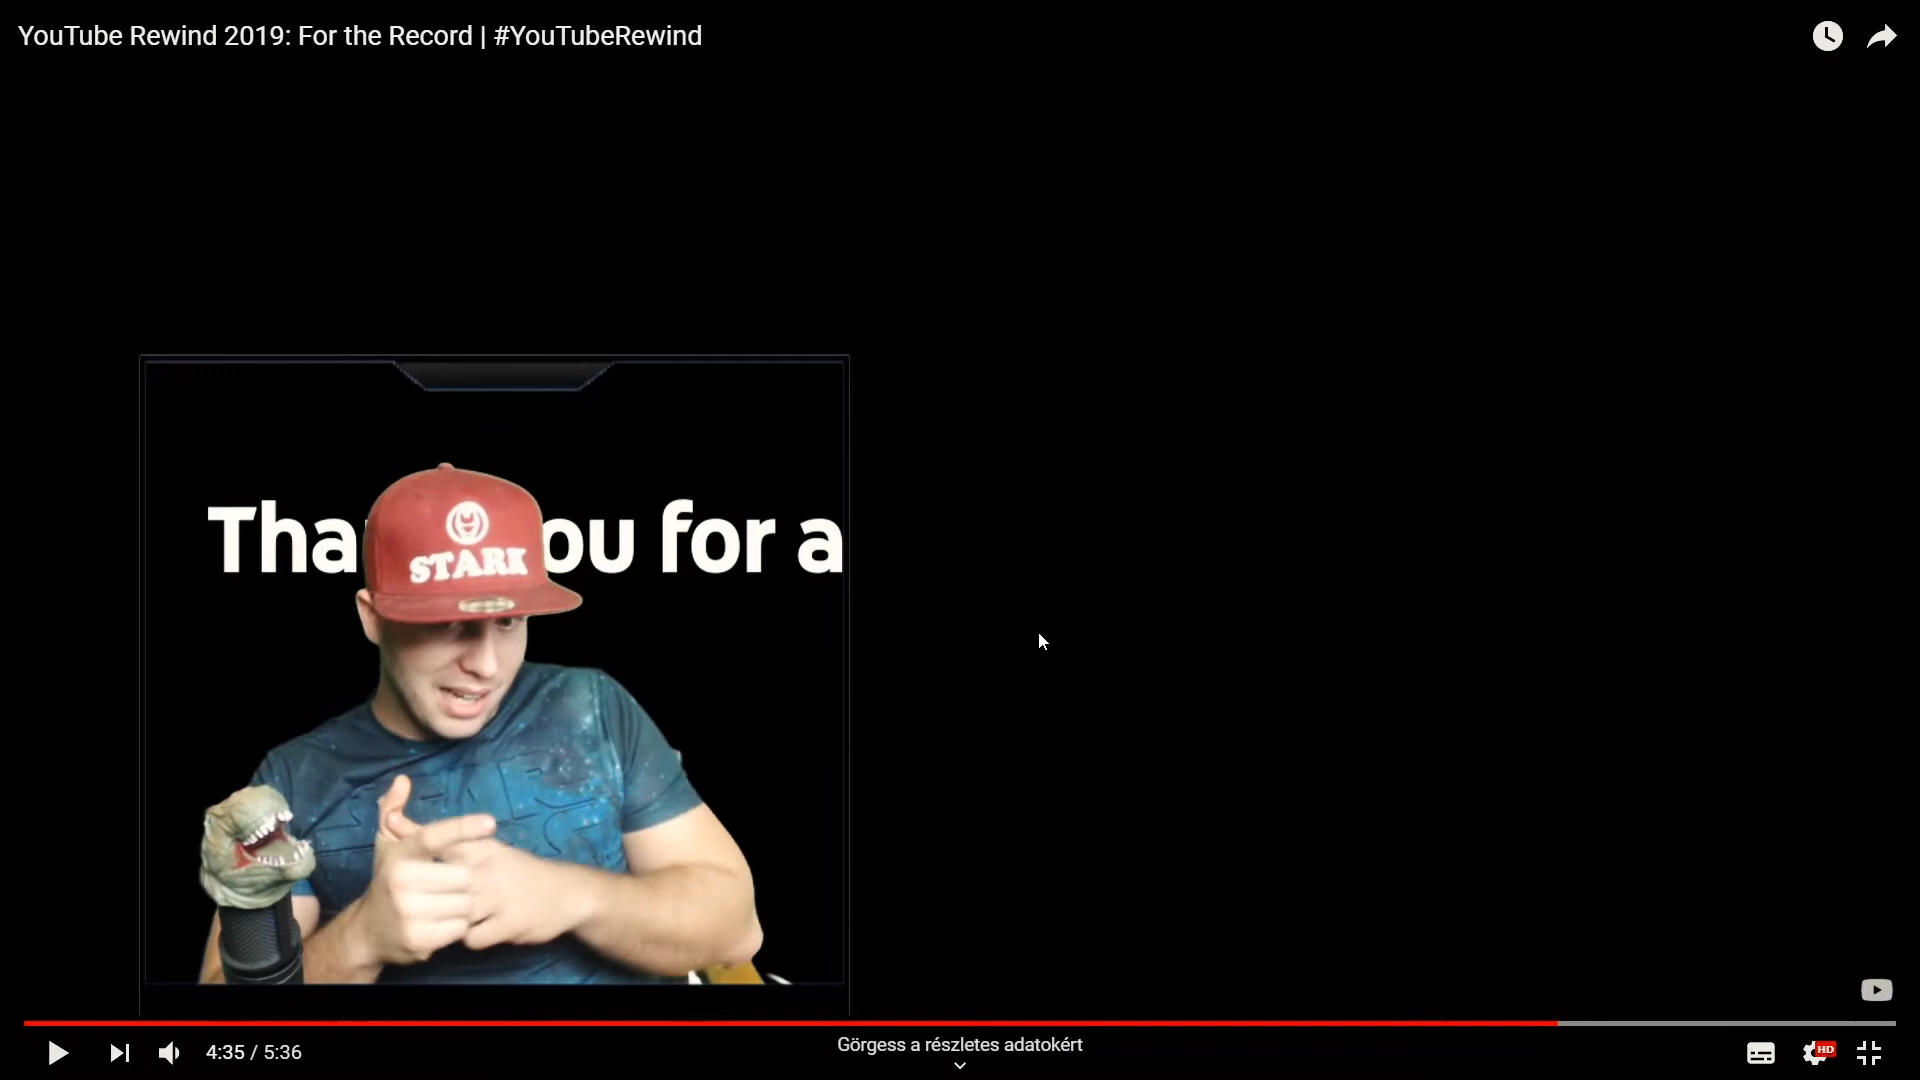 YouTube Rewind 2019: For the Record | #YouTubeRewind
Tha ou for a
STARK
4:35 / 5:36
Görgess a részletes adatokért
HD